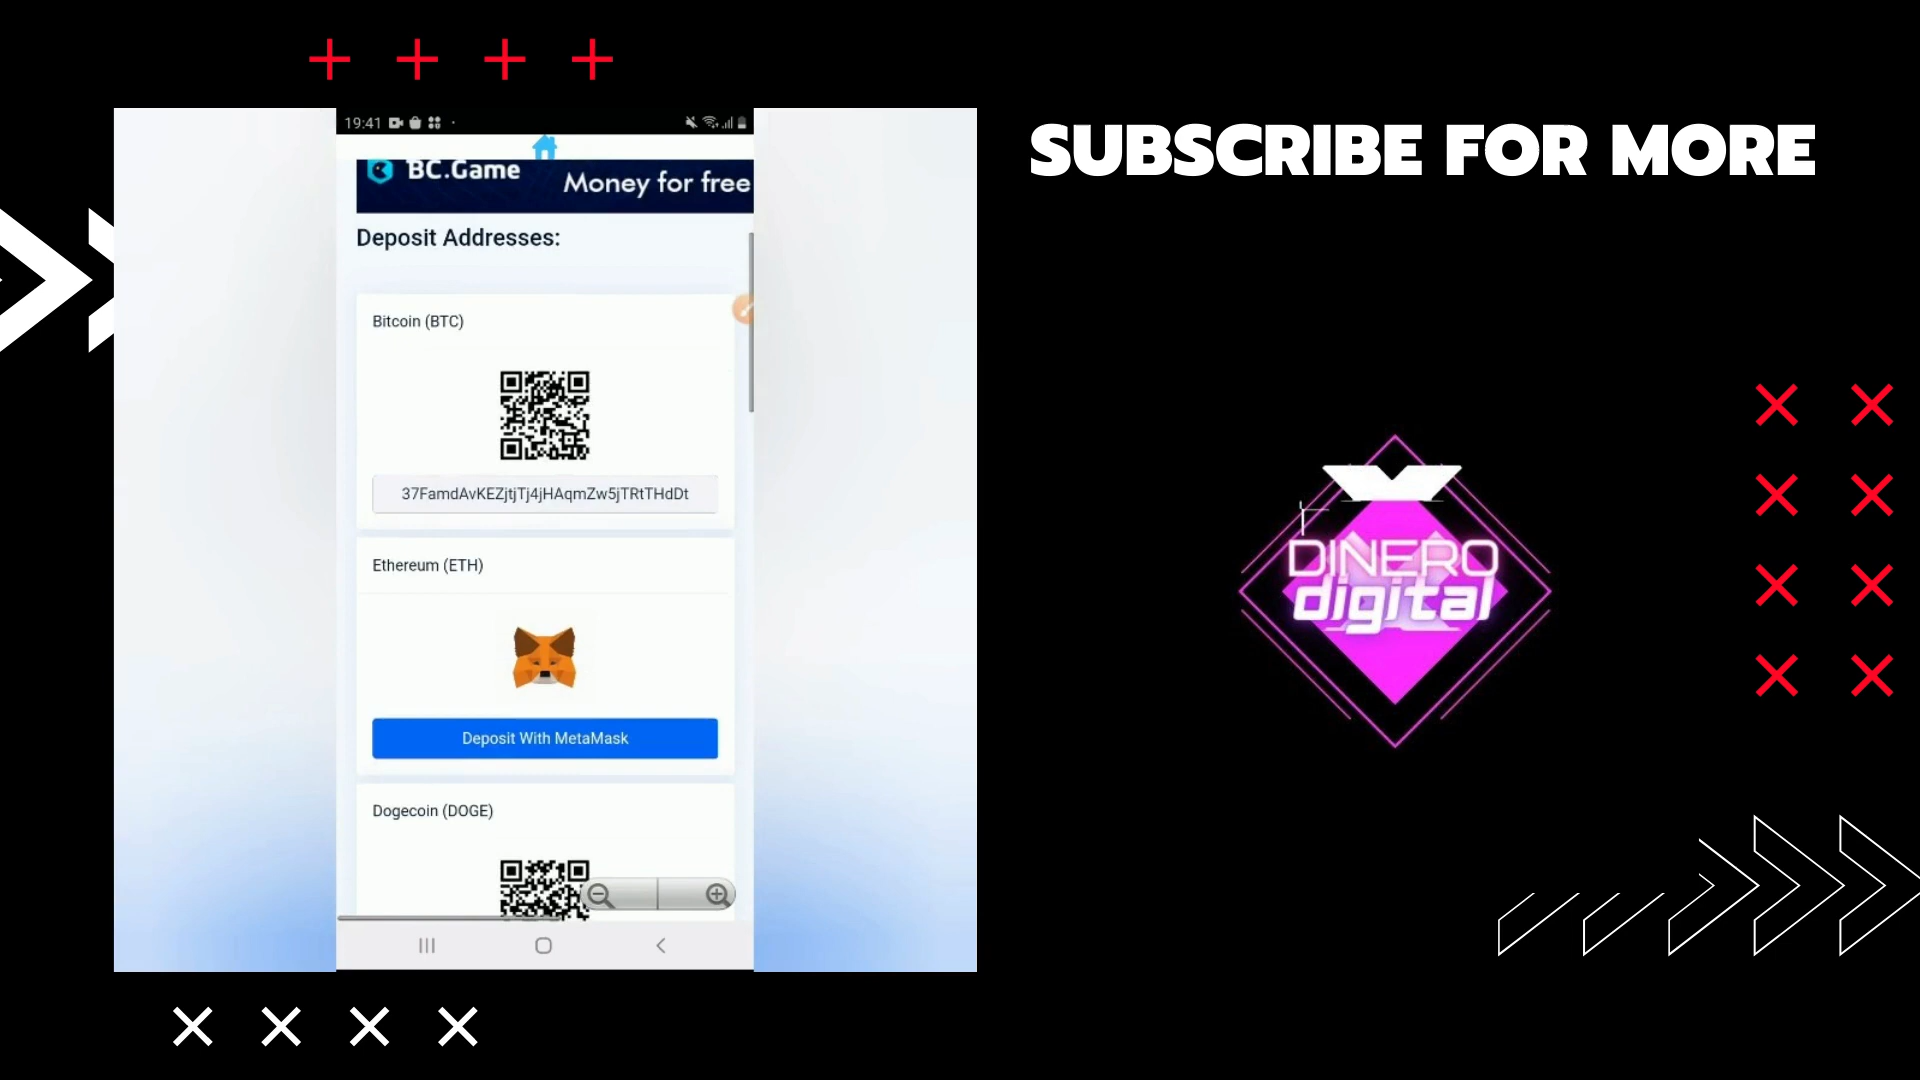 19:41
BC.Game
Money for free
Deposit Addresses:
Bitcoin (BTC)
37FamdAvKEZjtjTj4jHAqmZw5jTRtTHdDt
Ethereum (ETH)
Deposit With MetaMask
Dogecoin (DOGE)
SUBSCRIBE FOR MORE
DINERO
digital